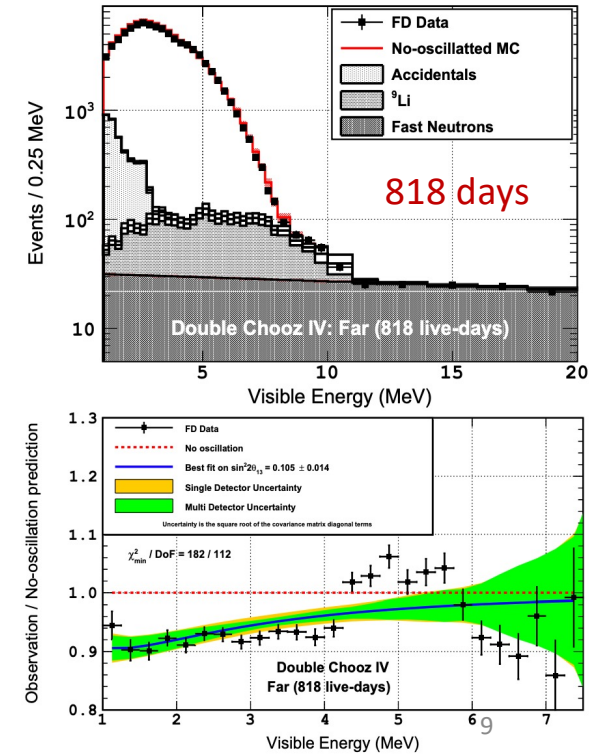 FD Data
No-oscillatted MC
Accidentals
⁹Li
Fast Neutrons
818 days
Double Chooz IV: Far (818 live-days)
Events / 0.25 MeV
10³
10²
10
5 10 15 20
Visible Energy (MeV)
FD Data
No oscillation
Best fit on sin²2θ₁₃ = 0.105 ± 0.014
Single Detector Uncertainty
Multi Detector Uncertainty
Uncertainty is the square root of the covariance matrix diagonal terms
χ²min / DoF = 182 / 112
Double Chooz IV
Far (818 live-days)
Observation / No-oscillation prediction
1.3
1.2
1.1
1.0
0.9
0.8
1 2 3 4 5 6 7
Visible Energy (MeV)
9